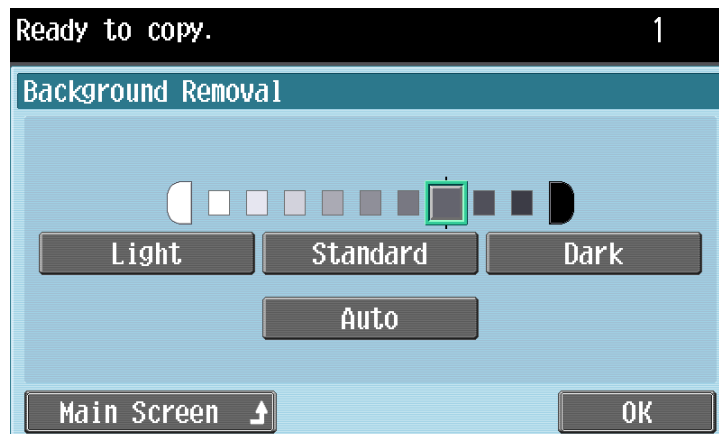 Ready to copy. 1
Background Removal
Light Standard Dark
Auto
Main Screen OK